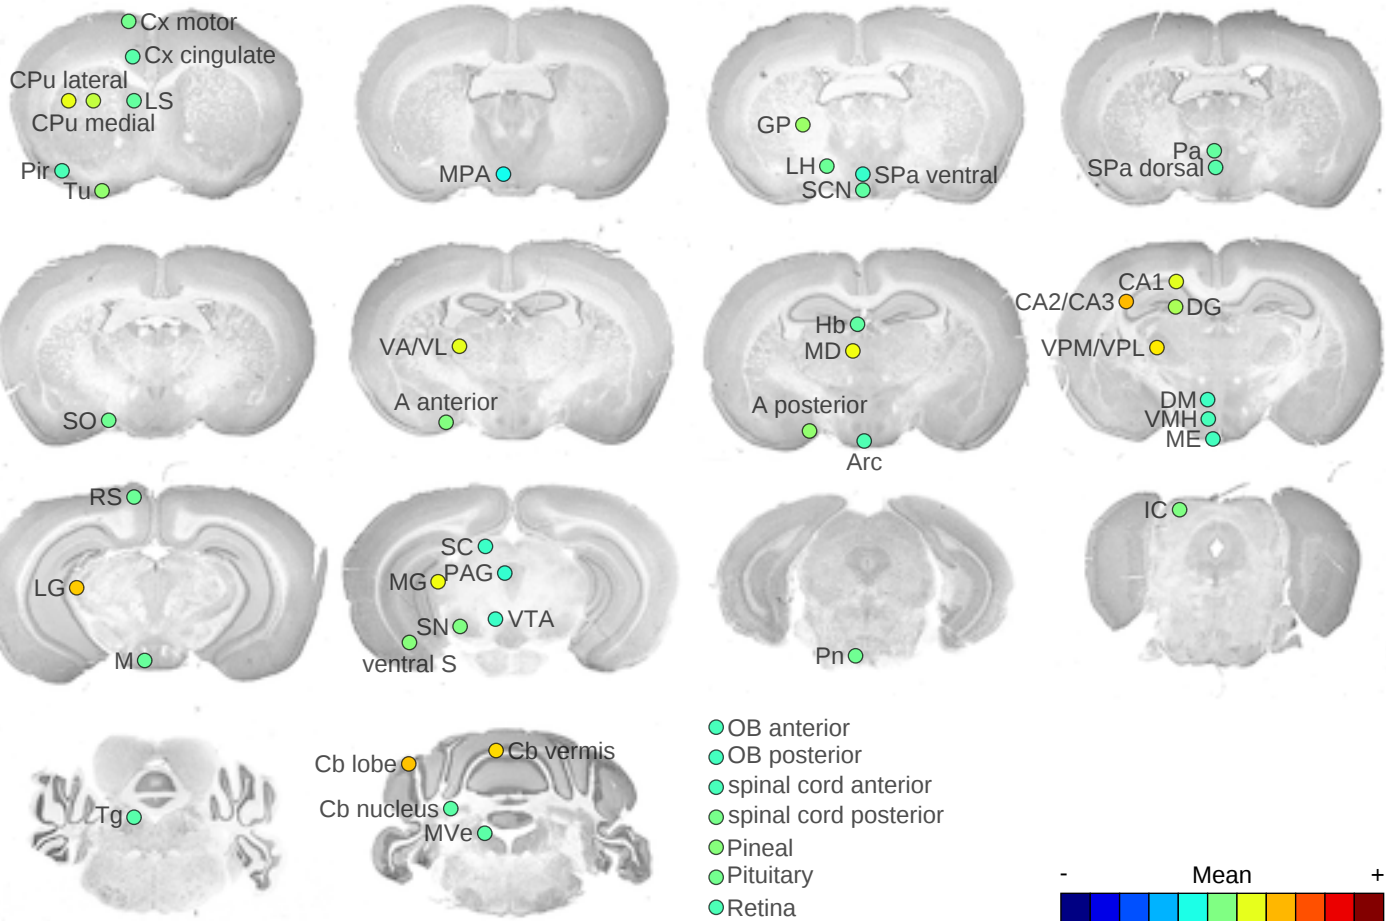 Cx motor
Cx cingulate
CPu lateral
LS
CPu medial
Pir
Tu
MPA
GP
LH
SPa ventral
SCN
Pa
SPa dorsal
SO
VA/VL
A anterior
Hb
MD
A posterior
Arc
CA1
CA2/CA3
DG
VPM/VPL
DM
VMH
ME
RS
LG
M
SC
PAG
MG
VTA
SN
ventral S
Pn
IC
Tg
Cb lobe
Cb vermis
Cb nucleus
MVe
OB anterior
OB posterior
spinal cord anterior
spinal cord posterior
Pineal
Pituitary
Retina
- Mean +